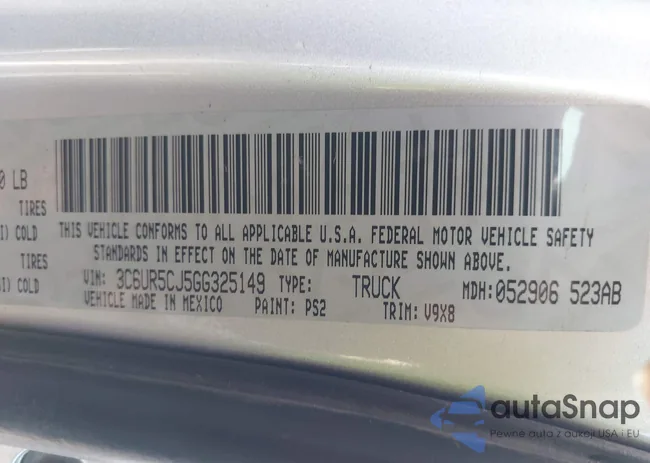 0 LB
TIRES
I) COLD
TIRES
I) COLD
THIS VEHICLE CONFORMS TO ALL APPLICABLE U.S.A. FEDERAL MOTOR VEHICLE SAFETY
STANDARDS IN EFFECT ON THE DATE OF MANUFACTURE SHOWN ABOVE.
VIN: 3C6UR5CJ5GG325149 TYPE: TRUCK MDH: 052906 523AB
VEHICLE MADE IN MEXICO PAINT: PS2 TRIM: V9X8
autaSnap
Pewne auta z aukcji USA i EU